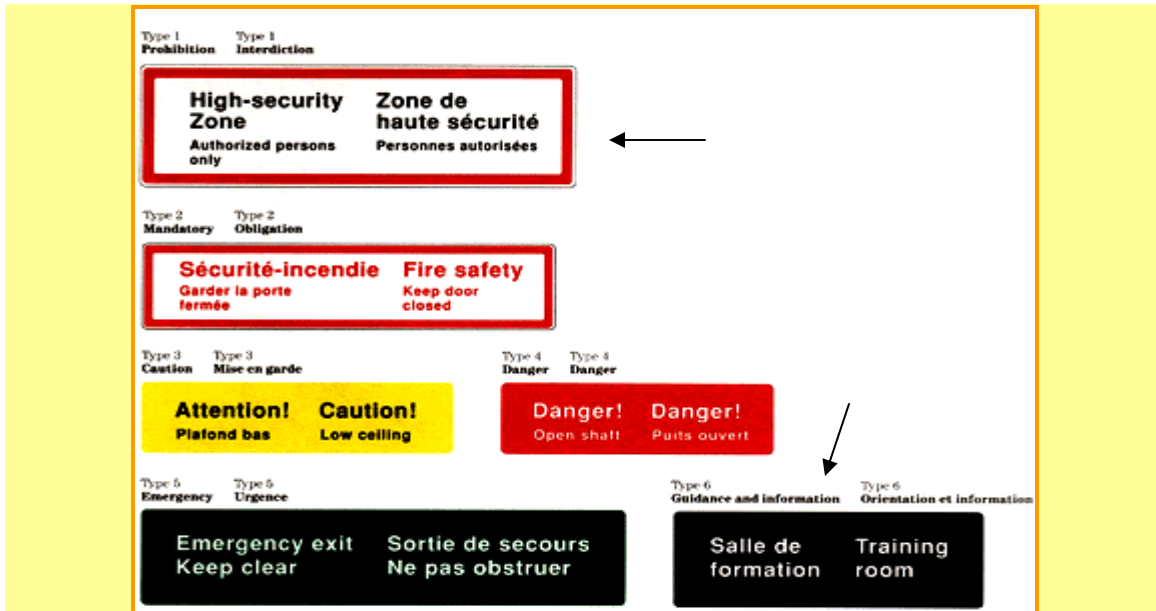 Type 1 Type 1
Prohibition Interdiction
High-security Zone de
Zone haute sécurité
Authorized persons Personnes autorisées
only
Type 2 Type 2
Mandatory Obligation
Sécurité-incendie Fire safety
Garder la porte Keep door
fermée closed
Type 3 Type 3
Caution Mise en garde
Type 4 Type 4
Danger Danger
Attention! Caution!
Plafond bas Low ceiling
Danger! Danger!
Open shaft Puits ouvert
Type 5 Type 5
Emergency Urgence
Type 6 Type 6
Guidance and information Orientation et information
Emergency exit Sortie de secours
Keep clear Ne pas obstruer
Salle de Training
formation room